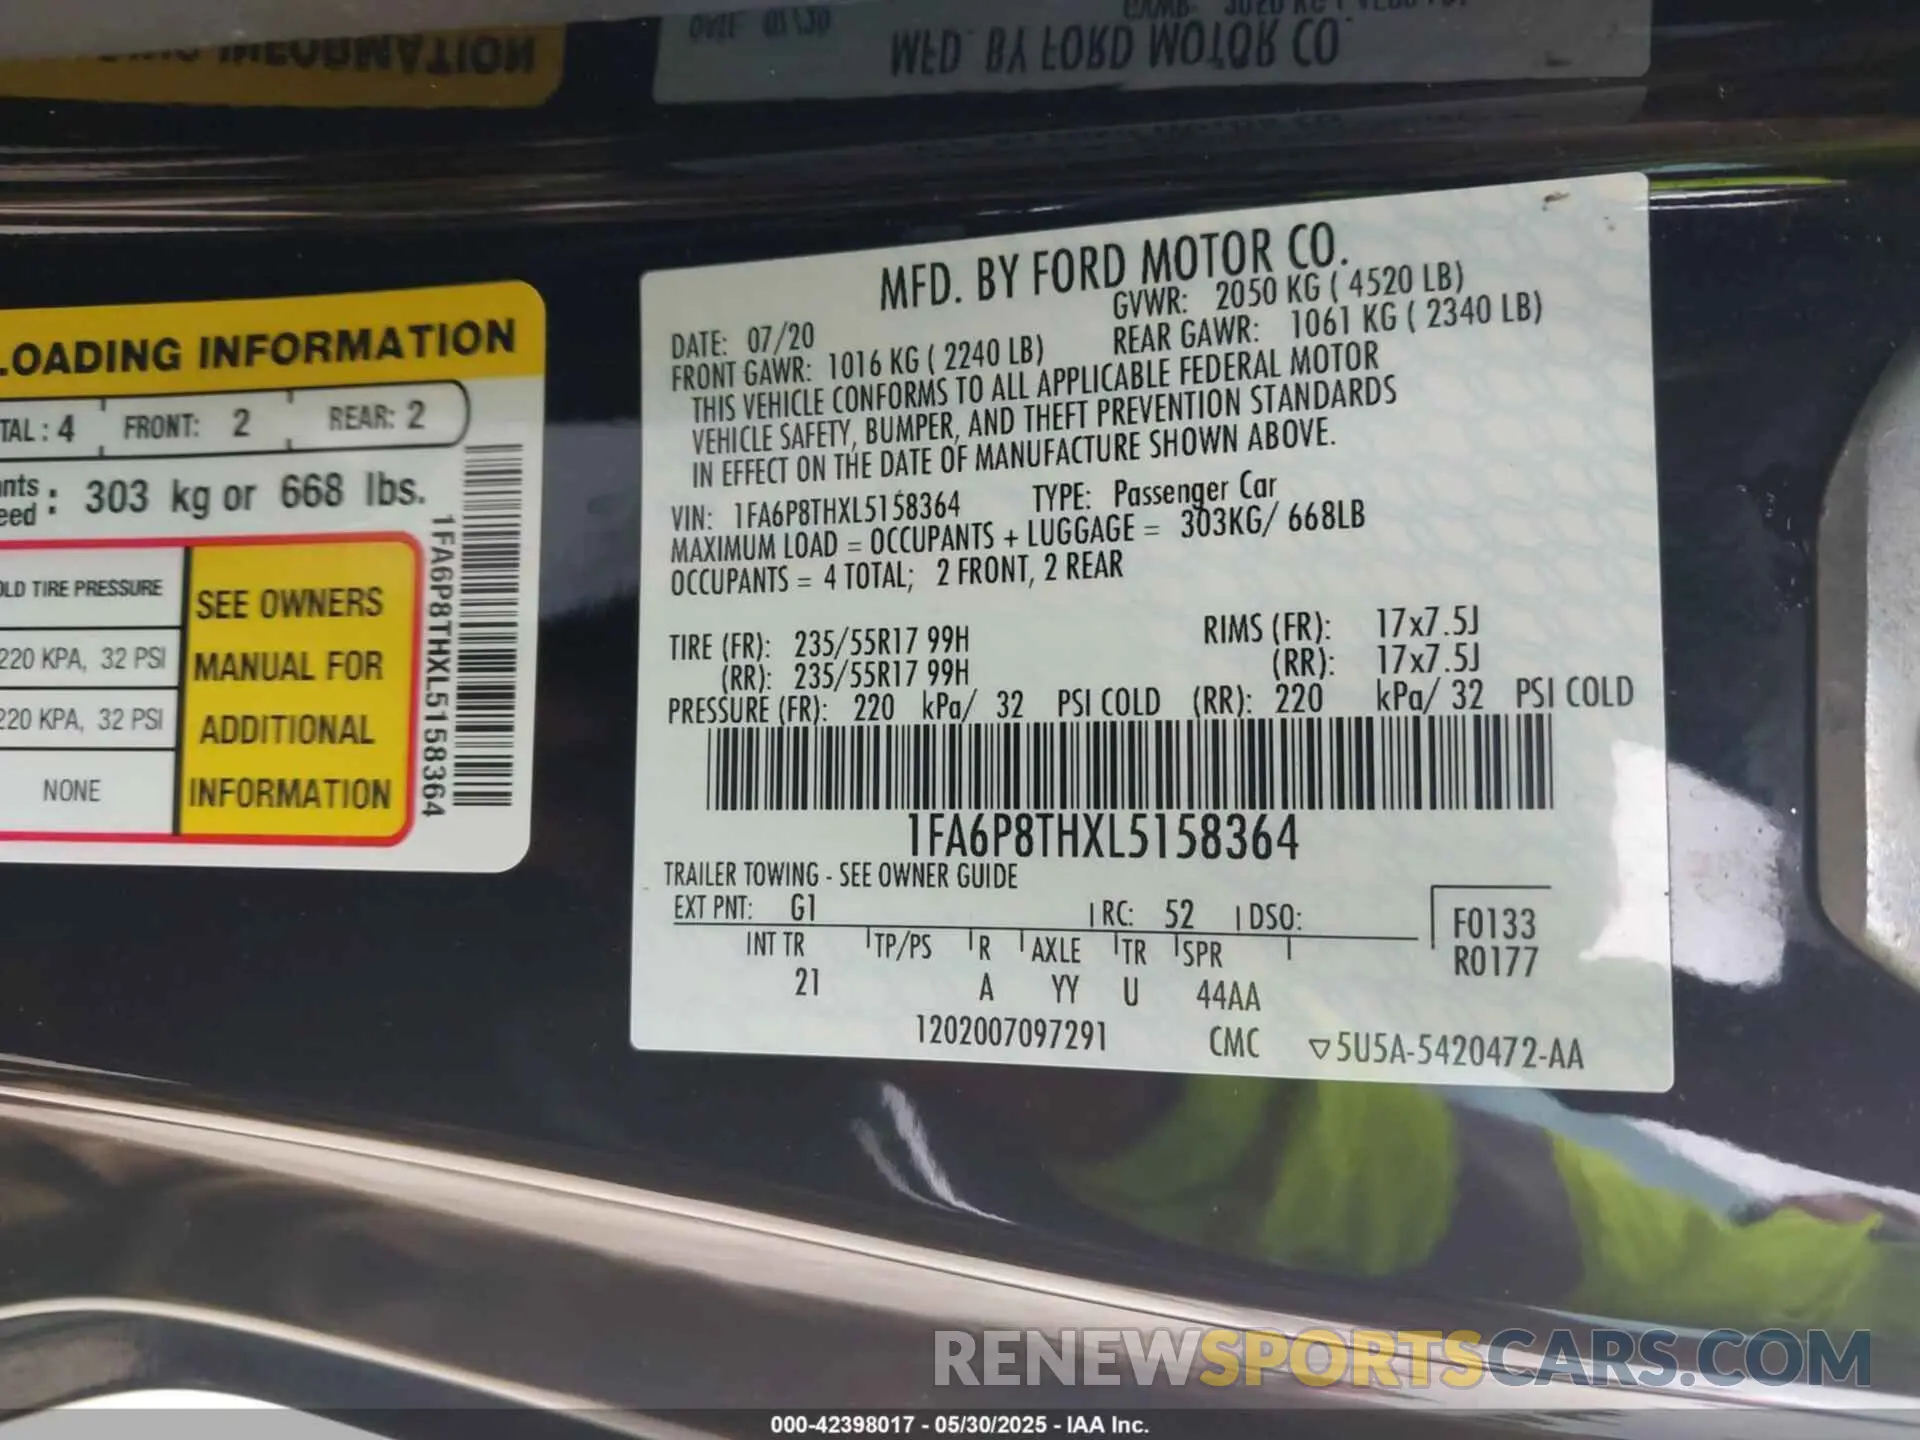 MFD. BY FORD MOTOR CO.
LOADING INFORMATION
TAL : 4 FRONT: 2 REAR: 2
nts
eed : 303 kg or 668 lbs.
OLD TIRE PRESSURE
220 KPA, 32 PSI
220 KPA, 32 PSI
NONE
SEE OWNERS
MANUAL FOR
ADDITIONAL
INFORMATION
1FA6P8THXL5158364
MFD. BY FORD MOTOR CO.
DATE: 07/20 GVWR: 2050 KG ( 4520 LB)
FRONT GAWR: 1016 KG ( 2240 LB) REAR GAWR: 1061 KG ( 2340 LB)
THIS VEHICLE CONFORMS TO ALL APPLICABLE FEDERAL MOTOR
VEHICLE SAFETY, BUMPER, AND THEFT PREVENTION STANDARDS
IN EFFECT ON THE DATE OF MANUFACTURE SHOWN ABOVE.
VIN: 1FA6P8THXL5158364 TYPE: Passenger Car
MAXIMUM LOAD = OCCUPANTS + LUGGAGE = 303KG/ 668LB
OCCUPANTS = 4 TOTAL; 2 FRONT, 2 REAR
TIRE (FR): 235/55R17 99H RIMS (FR): 17x7.5J
(RR): 235/55R17 99H (RR): 17x7.5J
PRESSURE (FR): 220 kPa/ 32 PSI COLD (RR): 220 kPa/ 32 PSI COLD
1FA6P8THXL5158364
TRAILER TOWING - SEE OWNER GUIDE
EXT PNT: G1 RC: 52 DSO: F0133
INT TR TP/PS R AXLE TR SPR R0177
21 A YY U 44AA
1202007097291 CMC ▽5U5A-5420472-AA
RENEWSPORTSCARS.COM
000-42398017 - 05/30/2025 - IAA Inc.